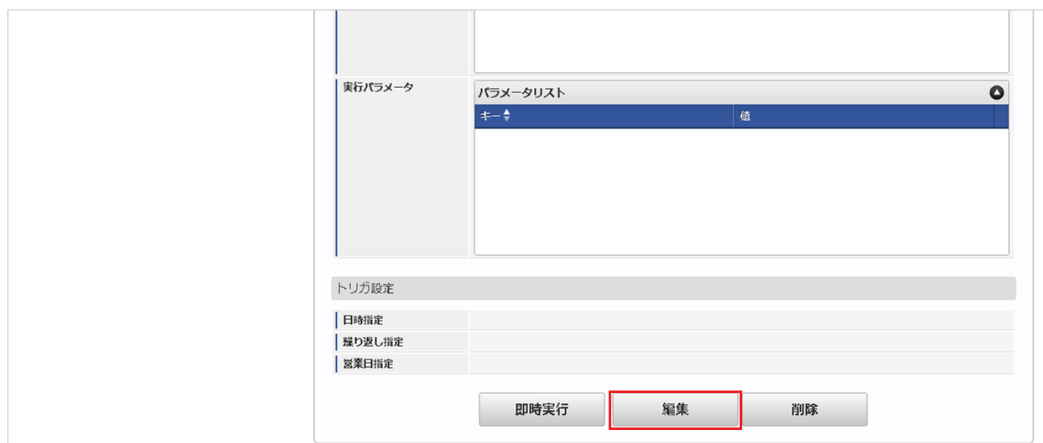 実行パラメータ
パラメータリスト
キー 値
トリガ設定
日時指定
繰り返し指定
営業日指定
即時実行 編集 削除